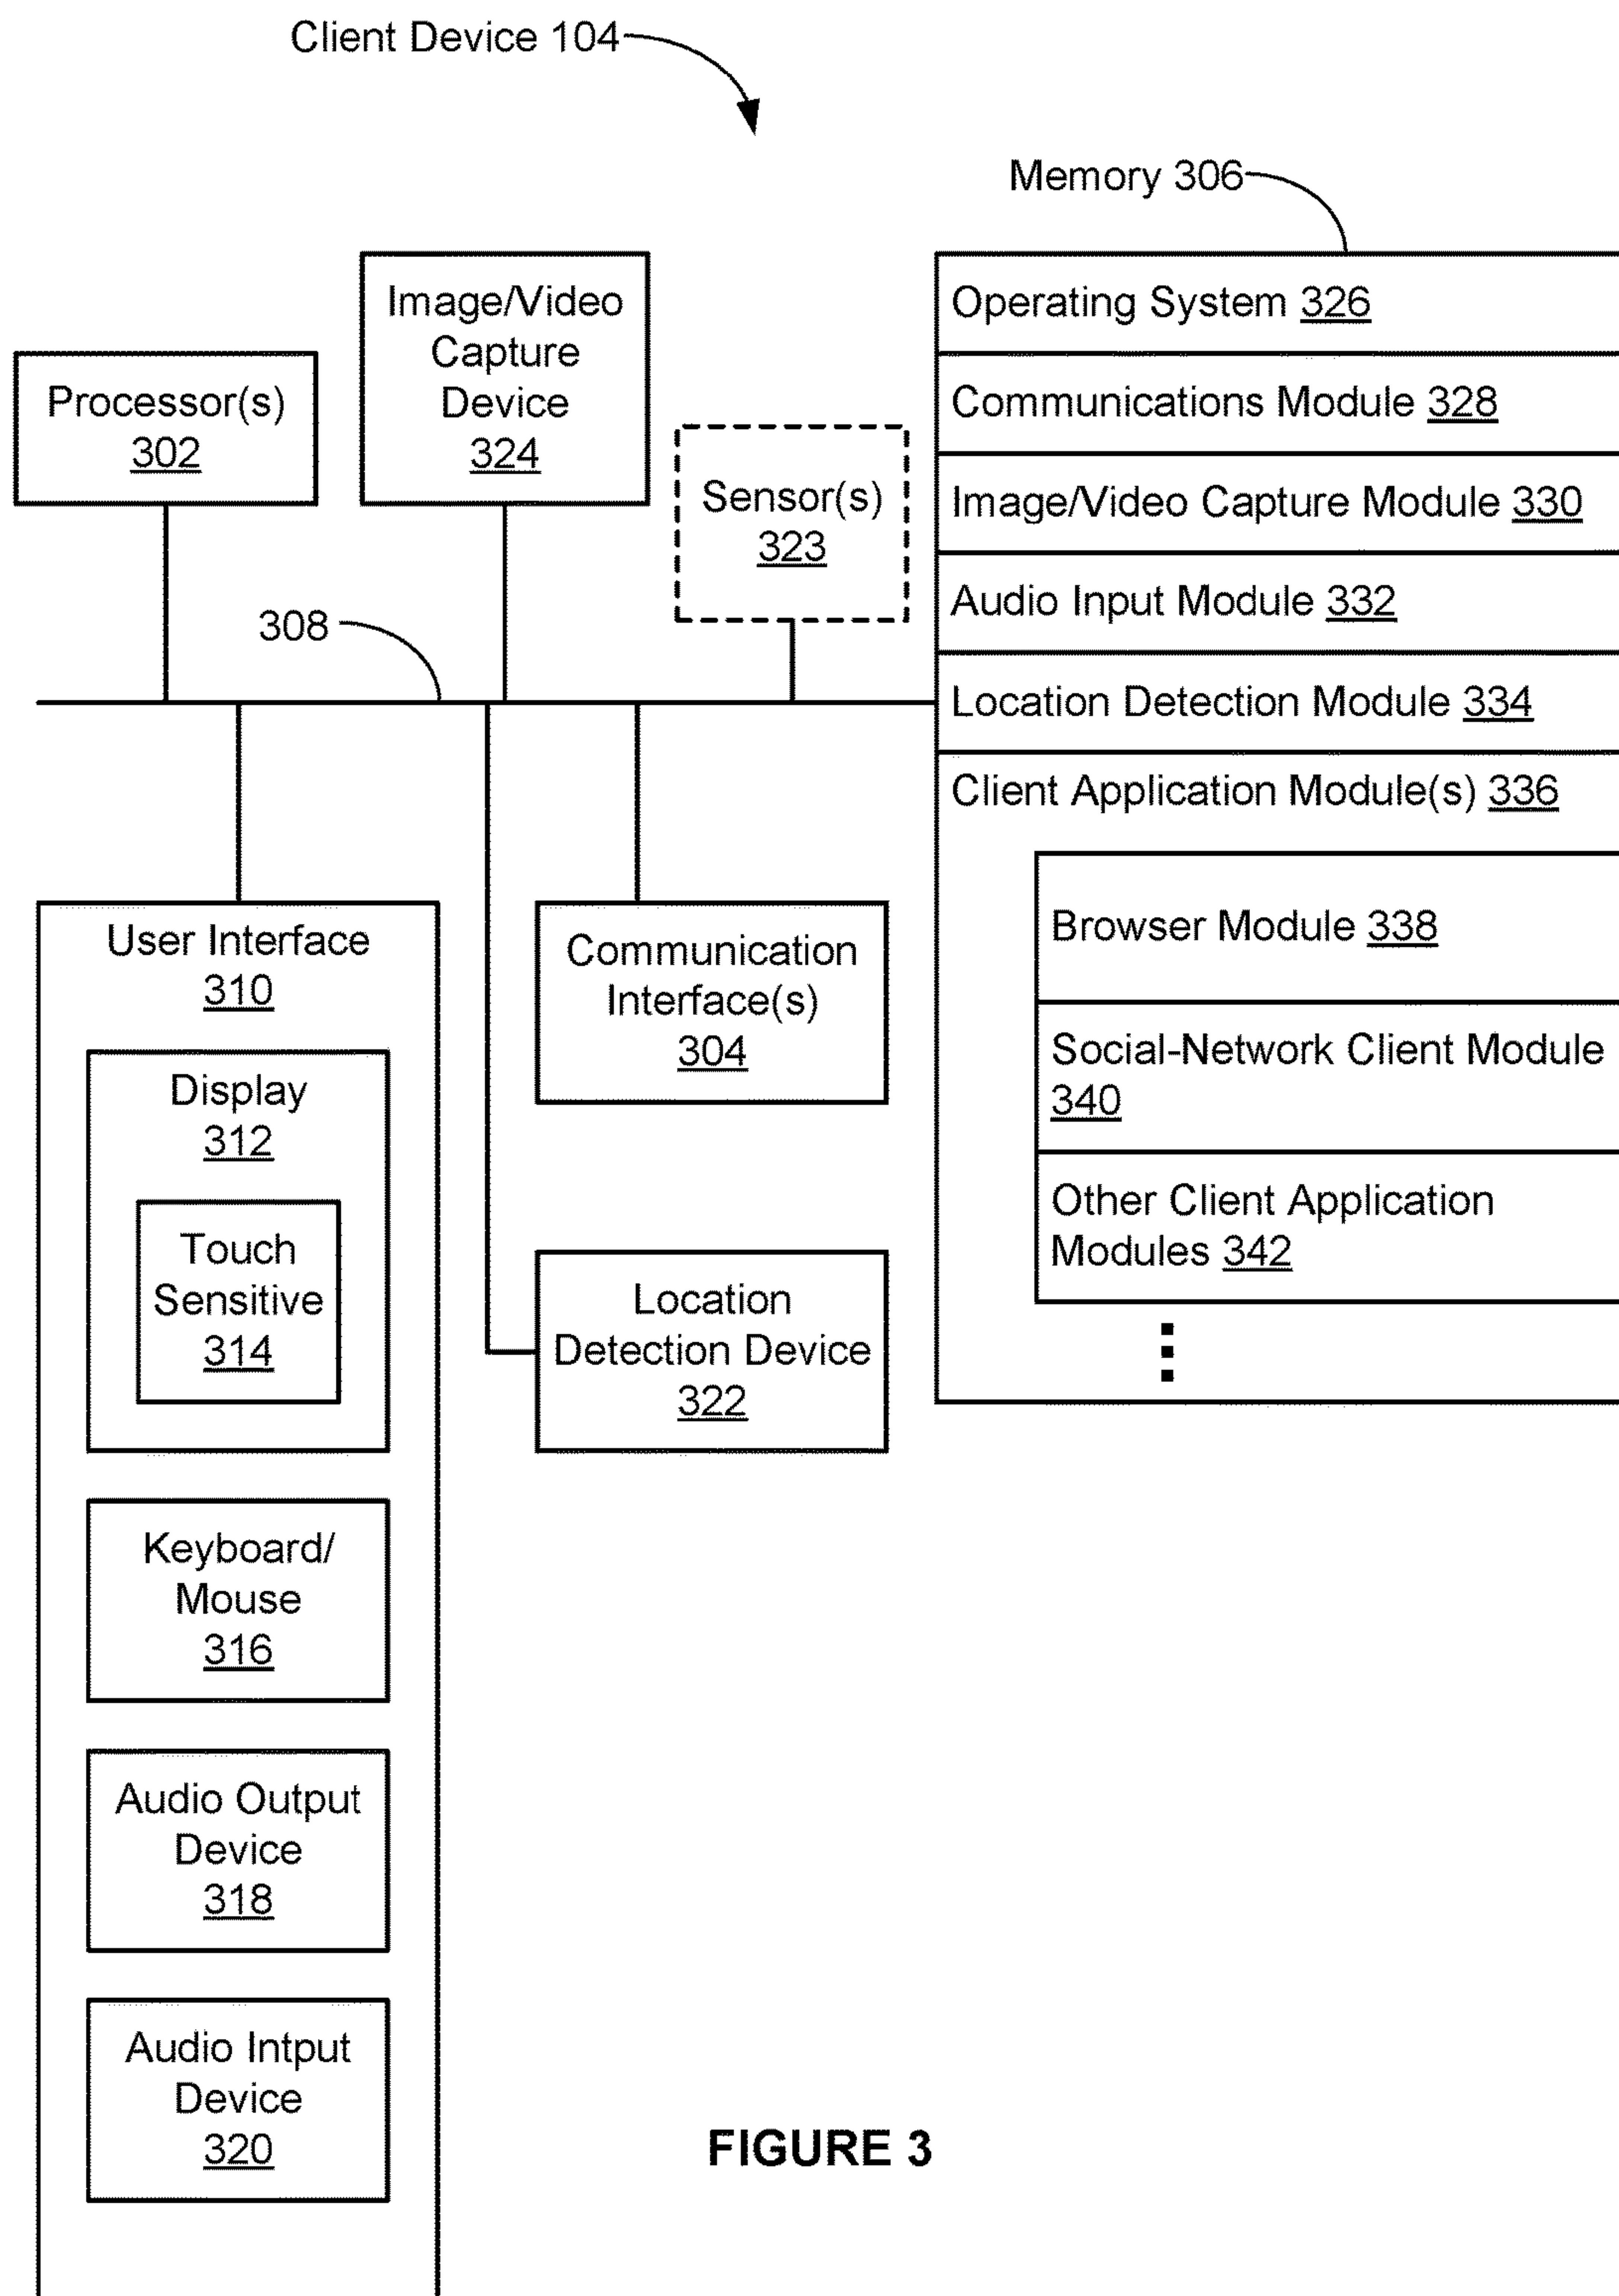 Client Device 104
Memory 306
Processor(s)
302
Image/Video
Capture
Device
324
Sensor(s)
323
308
Operating System 326
Communications Module 328
Image/Video Capture Module 330
Audio Input Module 332
Location Detection Module 334
Client Application Module(s) 336
Browser Module 338
Social-Network Client Module
340
Other Client Application
Modules 342
User Interface
310
Display
312
Touch
Sensitive
314
Keyboard/
Mouse
316
Audio Output
Device
318
Audio Intput
Device
320
Communication
Interface(s)
304
Location
Detection Device
322
FIGURE 3